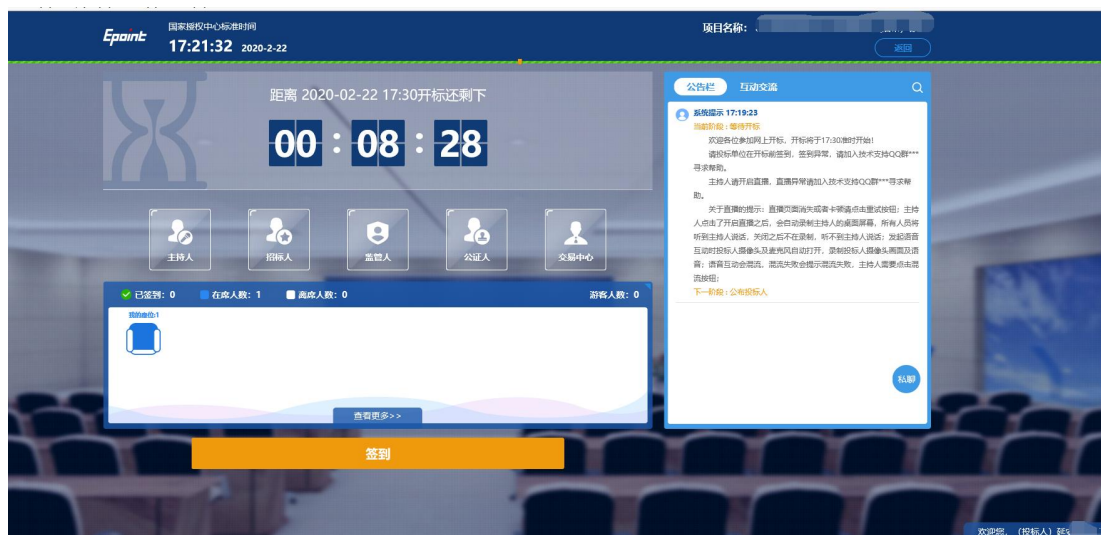 Epoint
国家授权中心标准时间
17:21:32 2020-2-22
项目名称:
返回
距离 2020-02-22 17:30开标还剩下
00 : 08 : 28
主持人
招标人
监管人
公证人
交易中心
已签到: 0 在席人数: 1 离席人数: 0 游客人数: 0
我的座位:1
查看更多>>
签到
公告栏 互动交流
系统提示 17:19:23
当前阶段 : 等待开标
欢迎各位参加网上开标，开标将于17:30准时开始!
请投标单位在开标前签到，签到异常，请加入技术支持QQ群***
寻求帮助。
主持人请开启直播，直播异常请加入技术支持QQ群***寻求帮
助。
关于直播的提示：直播页面消失或者卡顿请点击重试按钮；主持
人点击了开启直播之后，会自动录制主持人的桌面屏幕，所有人员将
听到主持人说话，关闭之后不在录制，听不到主持人说话；发起语音
互动时投标人摄像头及麦克风自动打开，录制投标人摄像头画面及语
音；语音互动会混流，混流失败会提示混流失败，主持人需要点击混
流按钮；
下一阶段 : 公布投标人
私聊
欢迎您, (投标人) 延